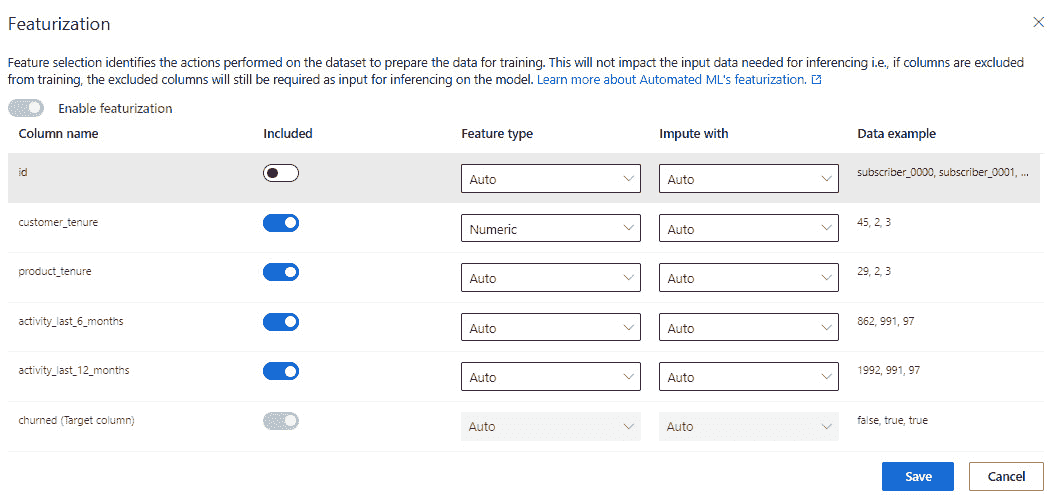 Featurization
Feature selection identifies the actions performed on the dataset to prepare the data for training. This will not impact the input data needed for inferencing i.e., if columns are excluded
from training, the excluded columns will still be required as input for inferencing on the model. Learn more about Automated ML's featurization.
Enable featurization
Column name Included Feature type Impute with Data example
id Auto Auto subscriber_0000, subscriber_0001, ...
customer_tenure Numeric Auto 45, 2, 3
product_tenure Auto Auto 29, 2, 3
activity_last_6_months Auto Auto 862, 991, 97
activity_last_12_months Auto Auto 1992, 991, 97
churned (Target column) Auto Auto false, true, true
Save Cancel